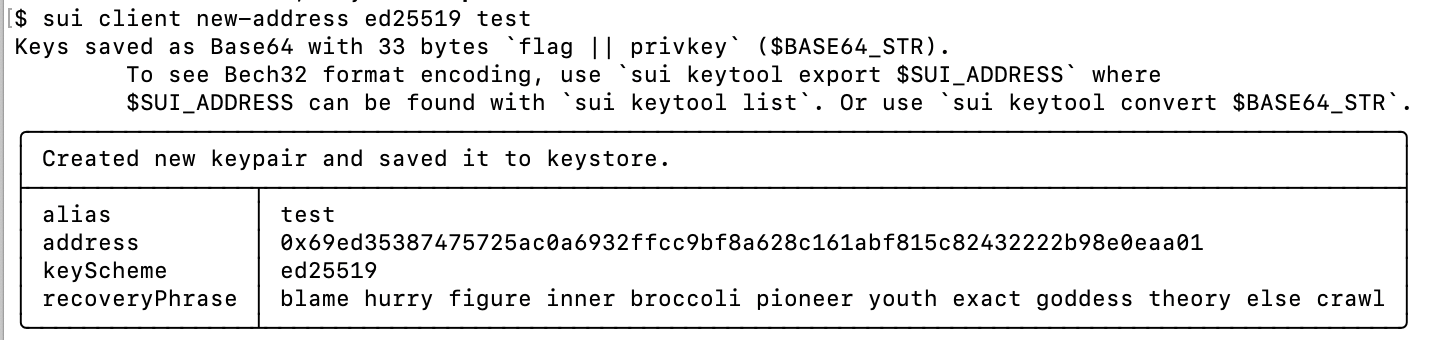 [$ sui client new-address ed25519 test
Keys saved as Base64 with 33 bytes `flag || privkey` ($BASE64_STR).
To see Bech32 format encoding, use `sui keytool export $SUI_ADDRESS` where
$SUI_ADDRESS can be found with `sui keytool list`. Or use `sui keytool convert $BASE64_STR`.
Created new keypair and saved it to keystore.
alias test
address 0x69ed35387475725ac0a6932ffcc9bf8a628c161abf815c82432222b98e0eaa01
keyScheme ed25519
recoveryPhrase blame hurry figure inner broccoli pioneer youth exact goddess theory else crawl